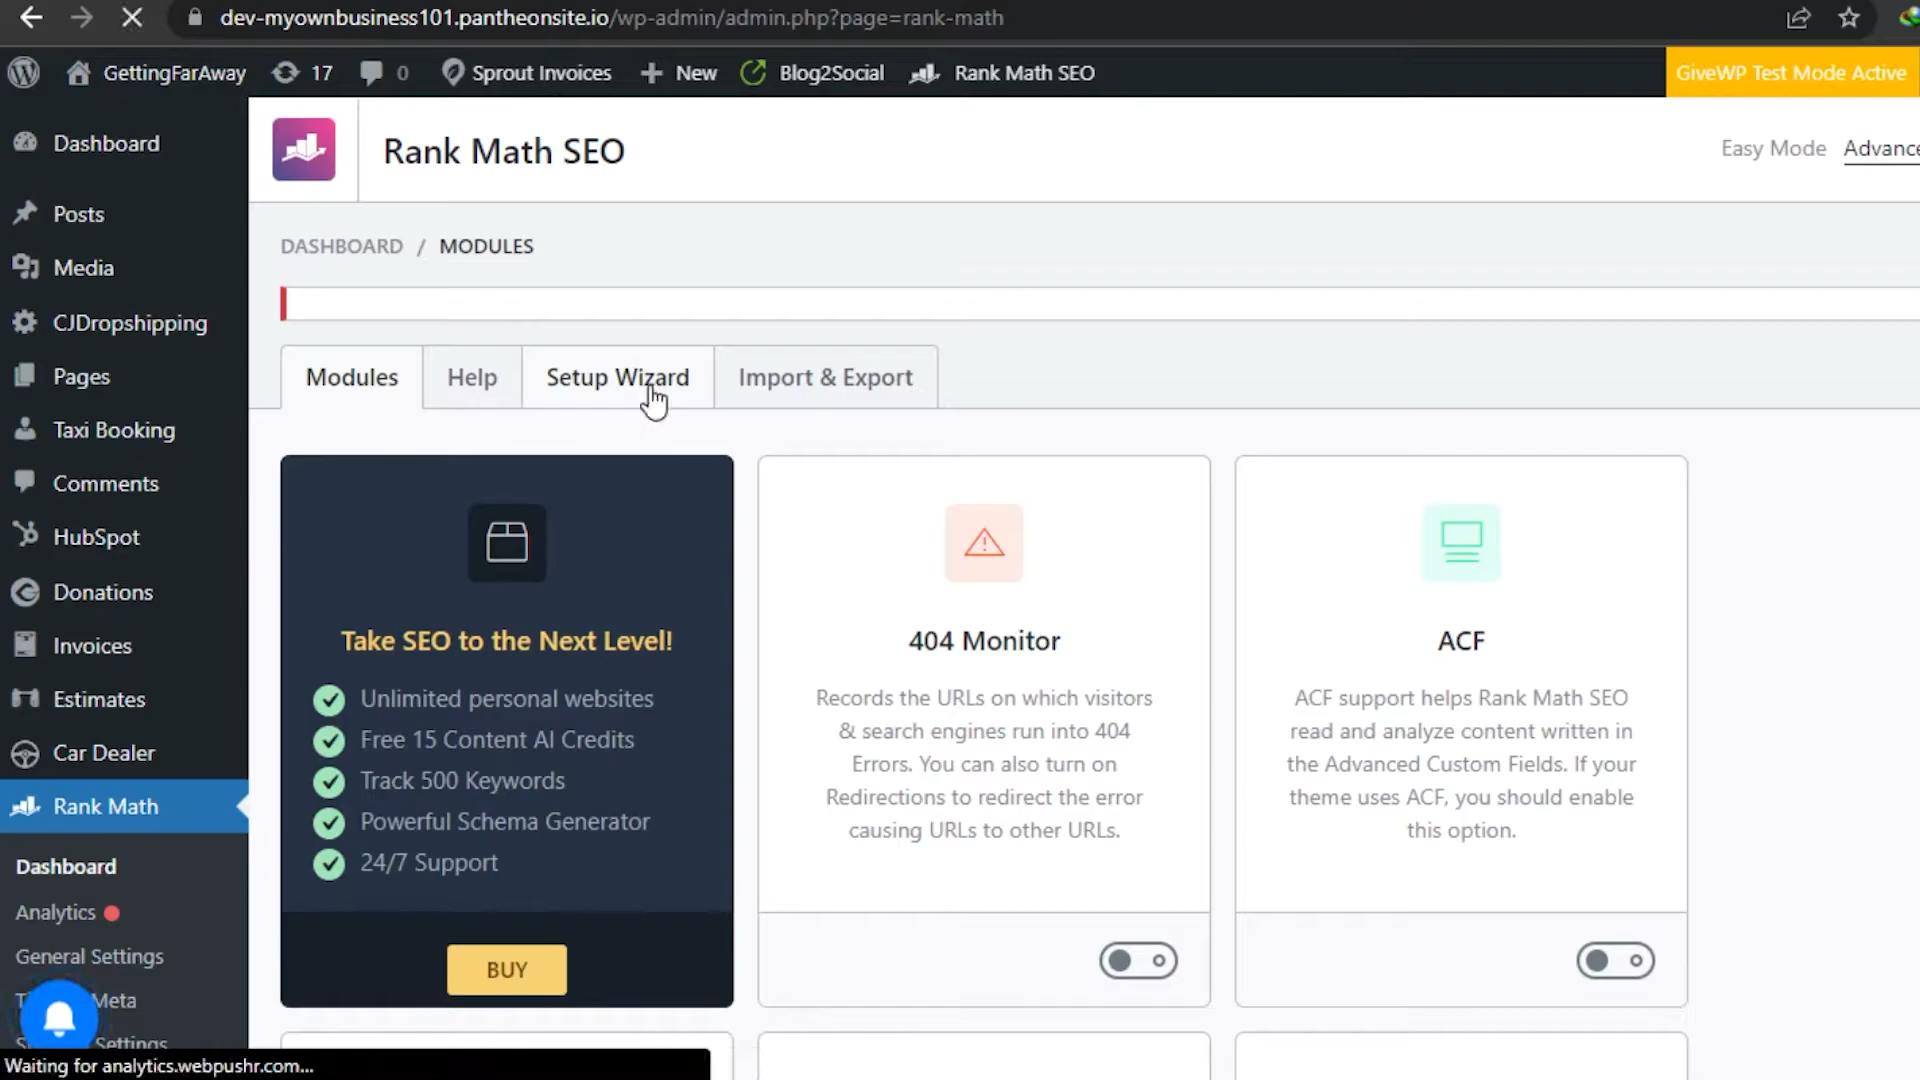 dev-myownbusiness101.pantheonsite.io/wp-admin/admin.php?page=rank-math
GettingFarAway 17 0 Sprout Invoices New Blog2Social Rank Math SEO GiveWP Test Mode Active
Dashboard
Posts
Media
CJDropshipping
Pages
Taxi Booking
Comments
HubSpot
Donations
Invoices
Estimates
Car Dealer
Rank Math
Dashboard
Analytics
General Settings
Meta
Settings
Rank Math SEO
Easy Mode Advance
DASHBOARD / MODULES
Modules Help Setup Wizard Import & Export
Take SEO to the Next Level!
Unlimited personal websites
Free 15 Content AI Credits
Track 500 Keywords
Powerful Schema Generator
24/7 Support
BUY
404 Monitor
Records the URLs on which visitors
& search engines run into 404
Errors. You can also turn on
Redirections to redirect the error
causing URLs to other URLs.
ACF
ACF support helps Rank Math SEO
read and analyze content written in
the Advanced Custom Fields. If your
theme uses ACF, you should enable
this option.
Waiting for analytics.webpushr.com...